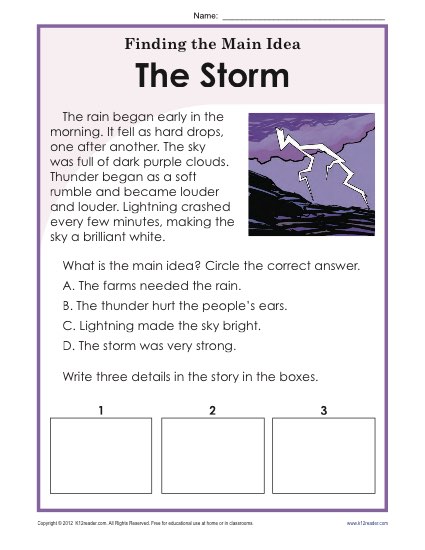 Name:
Finding the Main Idea
The Storm
The rain began early in the
morning. It fell as hard drops,
one after another. The sky
was full of dark purple clouds.
Thunder began as a soft
rumble and became louder
and louder. Lightning crashed
every few minutes, making the
sky a brilliant white.
What is the main idea? Circle the correct answer.
A. The farms needed the rain.
B. The thunder hurt the people's ears.
C. Lightning made the sky bright.
D. The storm was very strong.
Write three details in the story in the boxes.
1 2 3
Copyright © 2012 K12reader.com. All Rights Reserved. Free for educational use at home or in classrooms. www.k12reader.com